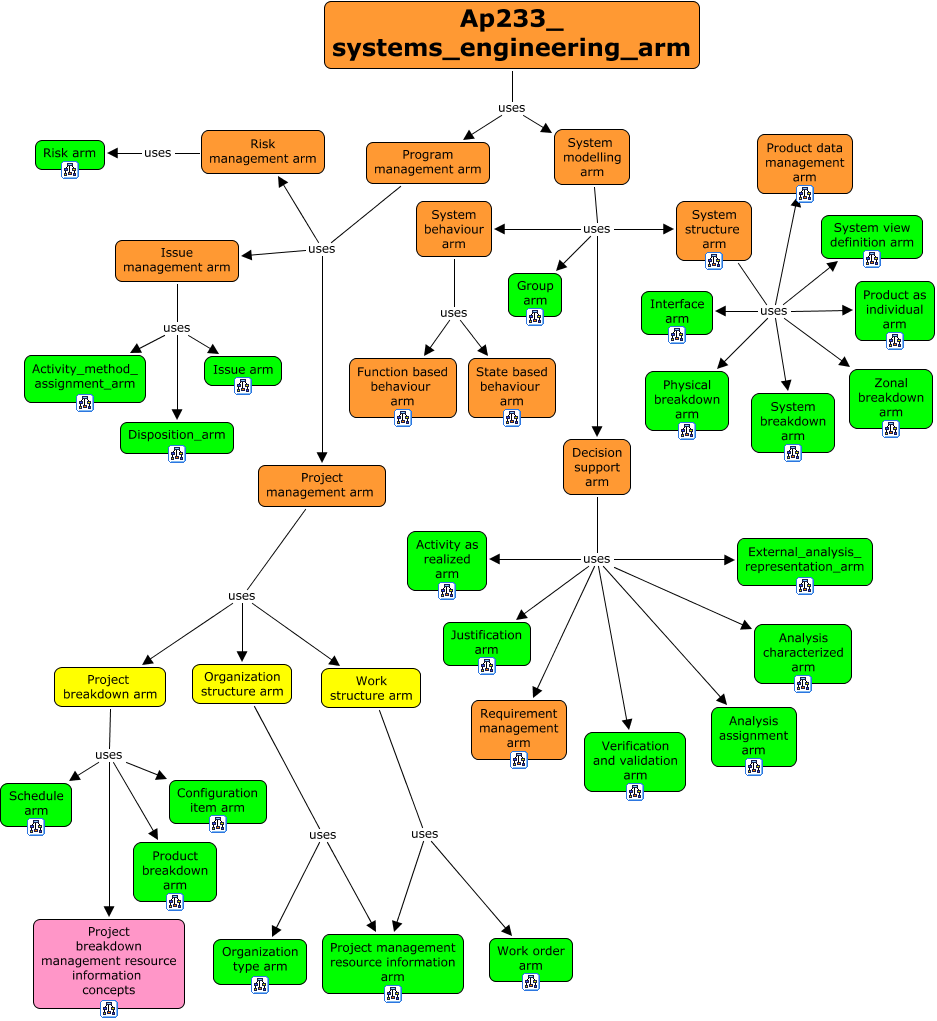 Ap233_
systems_engineering_arm
uses
Risk arm
uses
Risk
management arm
Program
management arm
System
modelling
arm
Product data
management
arm
System
behaviour
arm
uses
System
structure
arm
System view
definition arm
Issue
management arm
uses
Group
arm
Interface
arm
uses
Product as
individual
arm
uses
uses
Activity_method_
assignment_arm
Issue arm
Function based
behaviour
arm
State based
behaviour
arm
Physical
breakdown
arm
System
breakdown
arm
Zonal
breakdown
arm
Disposition_arm
Project
management arm
Decision
support
arm
Activity as
realized
arm
uses
External_analysis_
representation_arm
uses
Justification
arm
Analysis
characterized
arm
Project
breakdown arm
Organization
structure arm
Work
structure arm
Requirement
management
arm
Verification
and validation
arm
Analysis
assignment
arm
uses
Schedule
arm
Configuration
item arm
Product
breakdown
arm
uses
uses
Project
breakdown
management resource
information
concepts
Organization
type arm
Project management
resource information
arm
Work order
arm